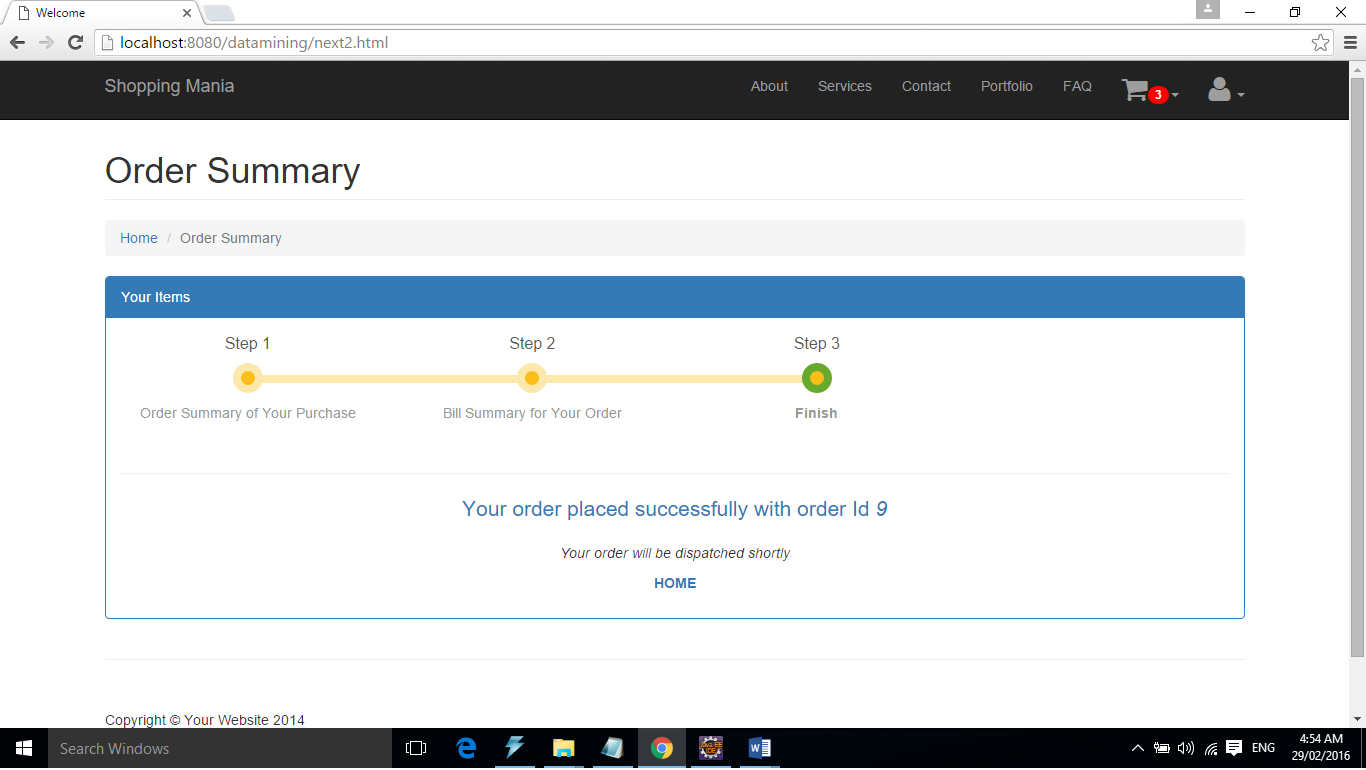 Welcome
localhost:8080/datamining/next2.html
Shopping Mania About Services Contact Portfolio FAQ 3
Order Summary
Home / Order Summary
Your Items
Step 1 Step 2 Step 3
Order Summary of Your Purchase Bill Summary for Your Order Finish
Your order placed successfully with order Id 9
Your order will be dispatched shortly
HOME
Copyright © Your Website 2014
Search Windows ENG 4:54 AM
29/02/2016